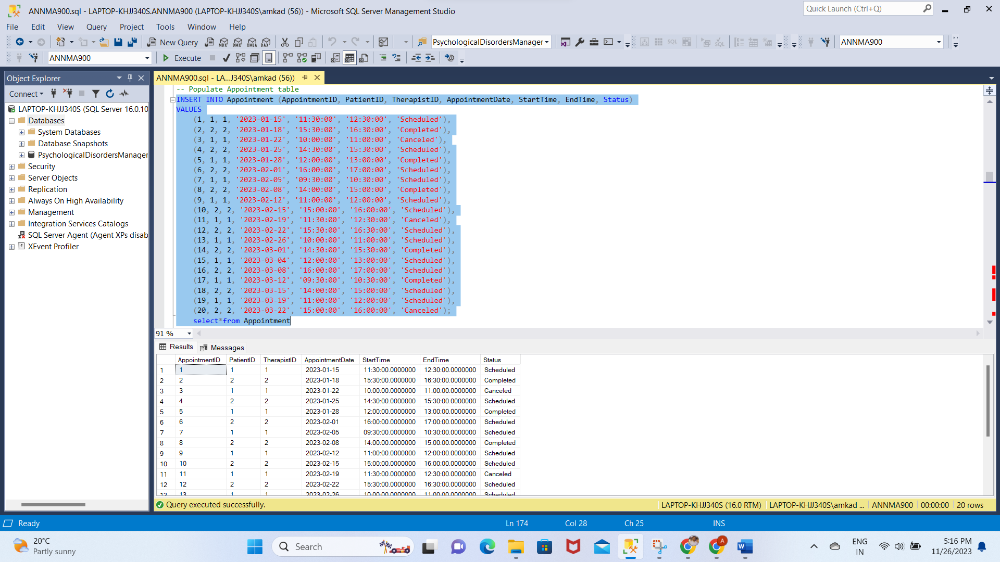 ANNMA900.sql - LAPTOP-KHJJ340S.ANNMA900 (LAPTOP-KHJJ340S\amkad (56)) - Microsoft SQL Server Management Studio
Quick Launch (Ctrl+Q)
File Edit View Query Project Tools Window Help
New Query MDX DMX XMLA DAX PsychologicalDisordersManager SQL ANNMA900
ANNMA900 Execute
Object Explorer
Connect
LAPTOP-KHJJ340S (SQL Server 16.0.10
Databases
System Databases
Database Snapshots
PsychologicalDisordersManager
Security
Server Objects
Replication
Always On High Availability
Management
Integration Services Catalogs
SQL Server Agent (Agent XPs disab
XEvent Profiler
ANNMA900.sql - LA...J340S\amkad (56))
-- Populate Appointment table
INSERT INTO Appointment (AppointmentID, PatientID, TherapistID, AppointmentDate, StartTime, EndTime, Status)
VALUES
(1, 1, 1, '2023-01-15', '11:30:00', '12:30:00', 'Scheduled'),
(2, 2, 2, '2023-01-18', '15:30:00', '16:30:00', 'Completed'),
(3, 1, 1, '2023-01-22', '10:00:00', '11:00:00', 'Canceled'),
(4, 2, 2, '2023-01-25', '14:30:00', '15:30:00', 'Scheduled'),
(5, 1, 1, '2023-01-28', '12:00:00', '13:00:00', 'Completed'),
(6, 2, 2, '2023-02-01', '16:00:00', '17:00:00', 'Scheduled'),
(7, 1, 1, '2023-02-05', '09:30:00', '10:30:00', 'Scheduled'),
(8, 2, 2, '2023-02-08', '14:00:00', '15:00:00', 'Completed'),
(9, 1, 1, '2023-02-12', '11:00:00', '12:00:00', 'Scheduled'),
(10, 2, 2, '2023-02-15', '15:00:00', '16:00:00', 'Scheduled'),
(11, 1, 1, '2023-02-19', '11:30:00', '12:30:00', 'Canceled'),
(12, 2, 2, '2023-02-22', '15:30:00', '16:30:00', 'Scheduled'),
(13, 1, 1, '2023-02-26', '10:00:00', '11:00:00', 'Scheduled'),
(14, 2, 2, '2023-03-01', '14:30:00', '15:30:00', 'Completed'),
(15, 1, 1, '2023-03-04', '12:00:00', '13:00:00', 'Scheduled'),
(16, 2, 2, '2023-03-08', '16:00:00', '17:00:00', 'Scheduled'),
(17, 1, 1, '2023-03-12', '09:30:00', '10:30:00', 'Completed'),
(18, 2, 2, '2023-03-15', '14:00:00', '15:00:00', 'Scheduled'),
(19, 1, 1, '2023-03-19', '11:00:00', '12:00:00', 'Scheduled'),
(20, 2, 2, '2023-03-22', '15:00:00', '16:00:00', 'Canceled');
select*from Appointment
91 %
Results Messages
AppointmentID PatientID TherapistID AppointmentDate StartTime EndTime Status
1 1 1 1 2023-01-15 11:30:00.0000000 12:30:00.0000000 Scheduled
2 2 2 2 2023-01-18 15:30:00.0000000 16:30:00.0000000 Completed
3 3 1 1 2023-01-22 10:00:00.0000000 11:00:00.0000000 Canceled
4 4 2 2 2023-01-25 14:30:00.0000000 15:30:00.0000000 Scheduled
5 5 1 1 2023-01-28 12:00:00.0000000 13:00:00.0000000 Completed
6 6 2 2 2023-02-01 16:00:00.0000000 17:00:00.0000000 Scheduled
7 7 1 1 2023-02-05 09:30:00.0000000 10:30:00.0000000 Scheduled
8 8 2 2 2023-02-08 14:00:00.0000000 15:00:00.0000000 Completed
9 9 1 1 2023-02-12 11:00:00.0000000 12:00:00.0000000 Scheduled
10 10 2 2 2023-02-15 15:00:00.0000000 16:00:00.0000000 Scheduled
11 11 1 1 2023-02-19 11:30:00.0000000 12:30:00.0000000 Canceled
12 12 2 2 2023-02-22 15:30:00.0000000 16:30:00.0000000 Scheduled
13 13 1 1 2023-02-26 10:00:00.0000000 11:00:00.0000000 Scheduled
Query executed successfully. LAPTOP-KHJJ340S (16.0 RTM) LAPTOP-KHJJ340S\amkad ... ANNMA900 00:00:00 20 rows
Ready Ln 174 Col 28 Ch 25 INS
20°C
Partly sunny
Search
ENG
IN
5:16 PM
11/26/2023